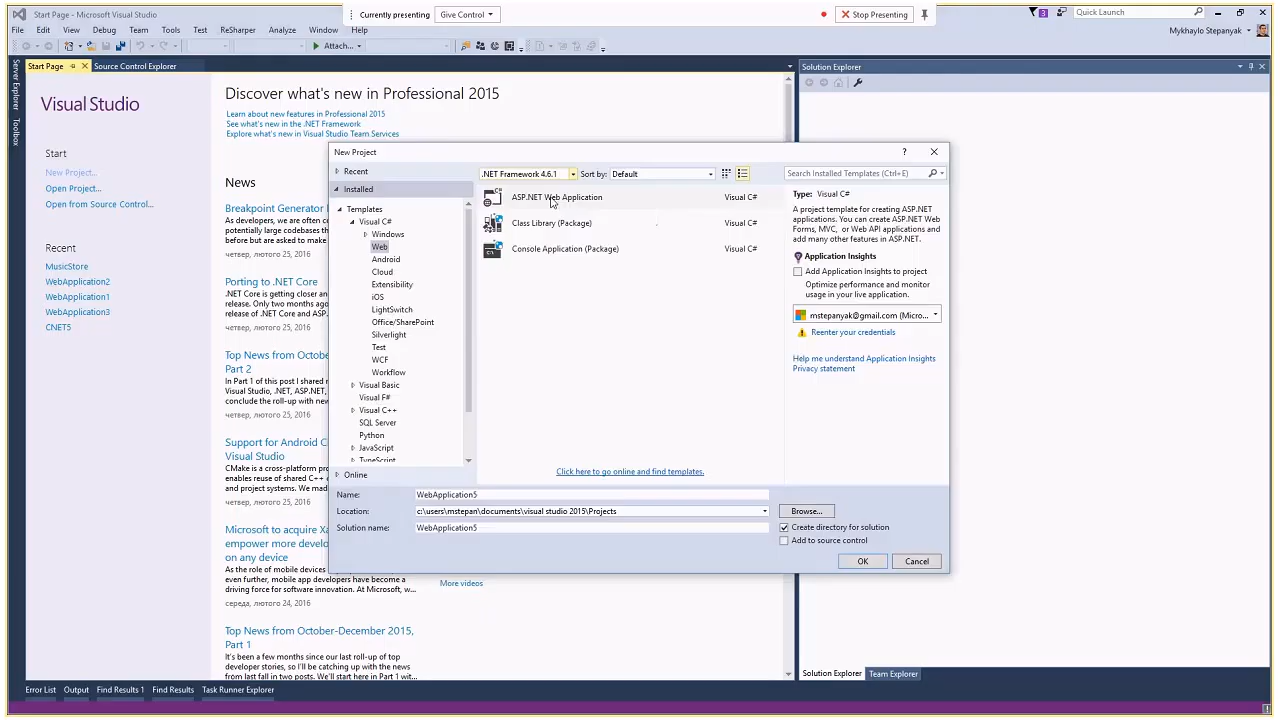 Start Page - Microsoft Visual Studio
Currently presenting
Give Control
Stop Presenting
3
Quick Launch
File Edit View Debug Team Tools Test ReSharper Analyze Window Help
Mykhaylo Stepanyak
Attach...
Server Explorer
Toolbox
Start Page
Source Control Explorer
Solution Explorer
Visual Studio
Start
New Project...
Open Project...
Open from Source Control...
Recent
MusicStore
WebApplication2
WebApplication1
WebApplication3
CNET5
Discover what's new in Professional 2015
Learn about new features in Professional 2015
See what's new in the .NET Framework
Explore what's new in Visual Studio Team Services
News
Breakpoint Generator
As developers, we are often co
potentially large codebases th
before but are asked to make
четвер, лютого 25, 2016
Porting to .NET Core
.NET Core is getting closer an
release. Only two months ago
of .NET Core and ASP.
четвер, лютого 25, 2016
Top News from October-
Part 2
In Part 1 of this post I shared
Visual Studio, .NET, ASP.NET,
conclude the roll-up with new
четвер, лютого 25, 2016
Support for Android C
Visual Studio
CMake is a cross-platform pr
enables reuse of shared C++
and project systems. We mad
четвер, лютого 25, 2016
Microsoft to acquire Xa
empower more develo
on any device
As the role of mobile devices
even further, mobile app developers have become a
driving force for software innovation. At Microsoft, w...
середа, лютого 24, 2016
Top News from October-December 2015,
Part 1
It's been a few months since our last roll-up of top
developer stories, so I'll be catching up with the news
from last fall in two posts. We'll start here in Part 1 wit...
More videos
New Project
?
Recent
Installed
Templates
Visual C#
Windows
Web
Android
Cloud
Extensibility
iOS
LightSwitch
Office/SharePoint
Silverlight
Test
WCF
Workflow
Visual Basic
Visual F#
Visual C++
SQL Server
Python
JavaScript
TypeScript
Online
.NET Framework 4.6.1
Sort by: Default
Search Installed Templates (Ctrl+E)
ASP.NET Web Application Visual C#
Class Library (Package) Visual C#
Console Application (Package) Visual C#
Click here to go online and find templates.
Type: Visual C#
A project template for creating ASP.NET
applications. You can create ASP.NET Web
Forms, MVC, or Web API applications and
add many other features in ASP.NET.
Application Insights
Add Application Insights to project
Optimize performance and monitor
usage in your live application.
mstepanyak@gmail.com (Micro...
Reenter your credentials
Help me understand Application Insights
Privacy statement
Name: WebApplication5
Location: c:\users\mstepan\documents\visual studio 2015\Projects
Solution name: WebApplication5
Browse...
Create directory for solution
Add to source control
OK
Cancel
Solution Explorer
Team Explorer
Error List Output Find Results 1 Find Results Task Runner Explorer